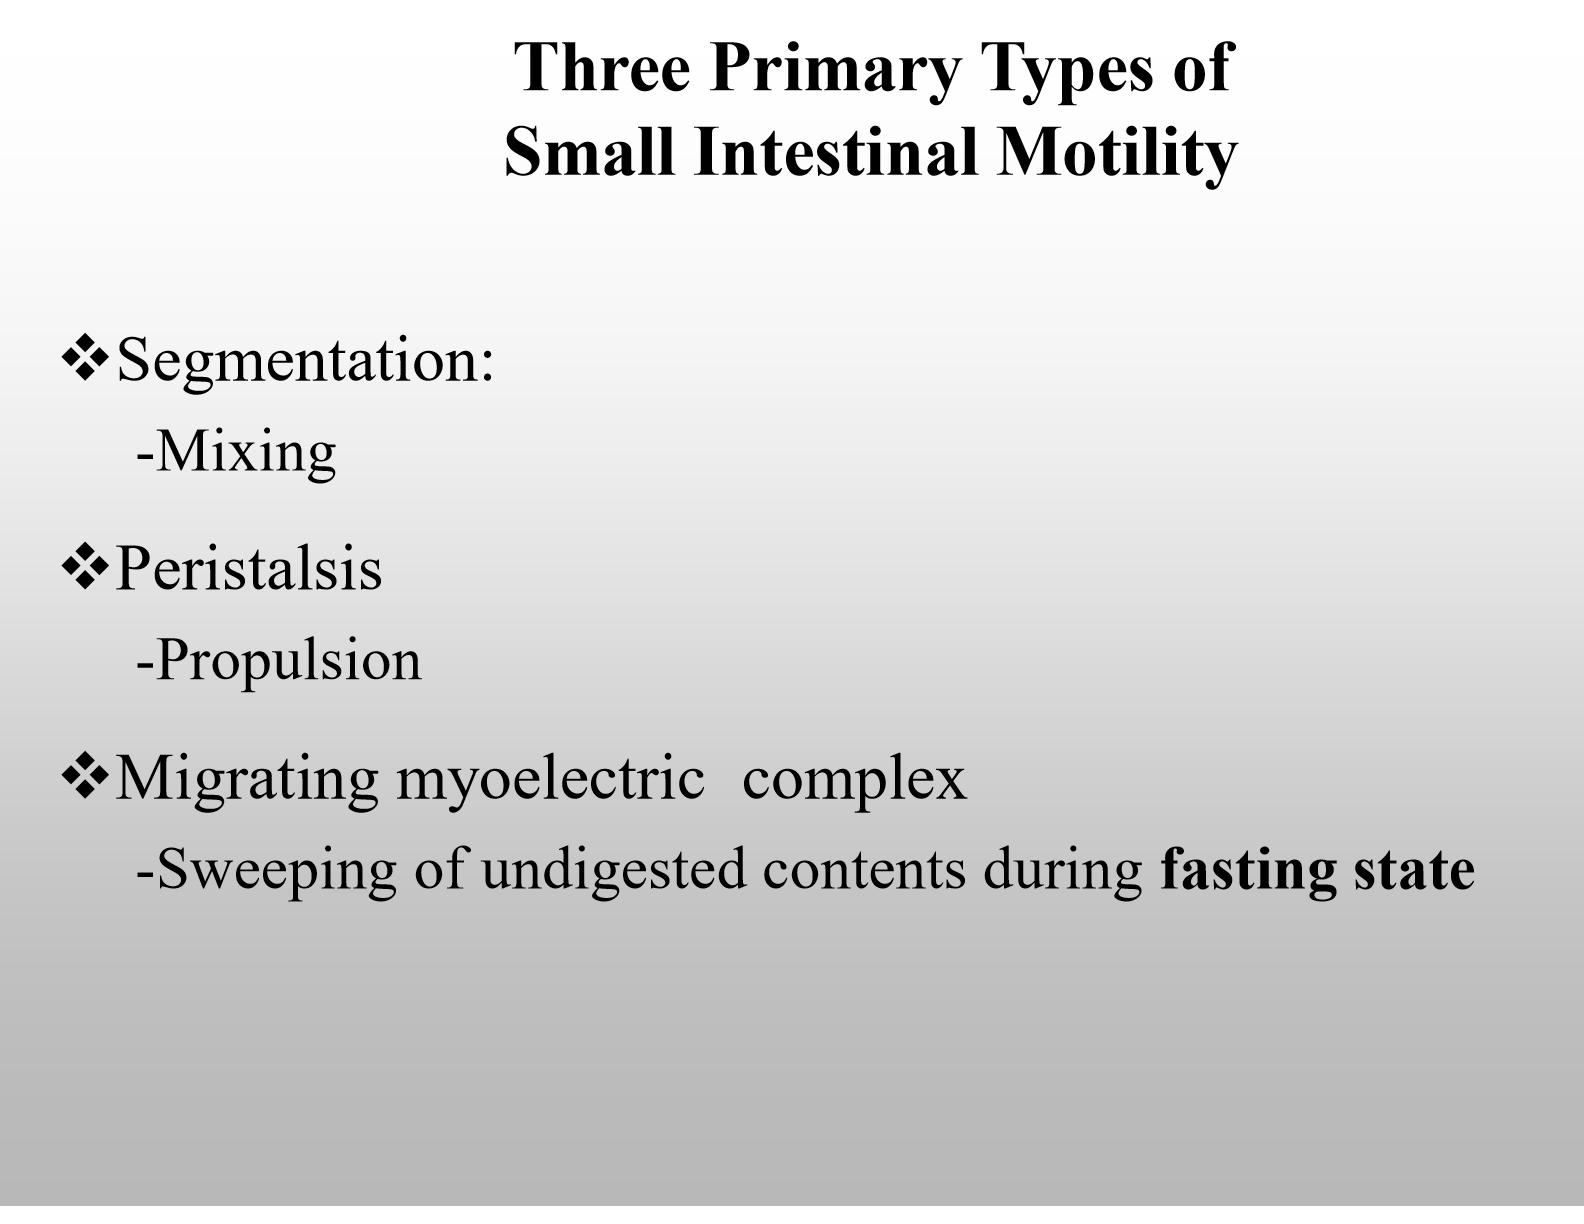 Three Primary Types of
Small Intestinal Motility
❖Segmentation:
-Mixing
❖Peristalsis
-Propulsion
❖Migrating myoelectric  complex
-Sweeping of undigested contents during fasting state